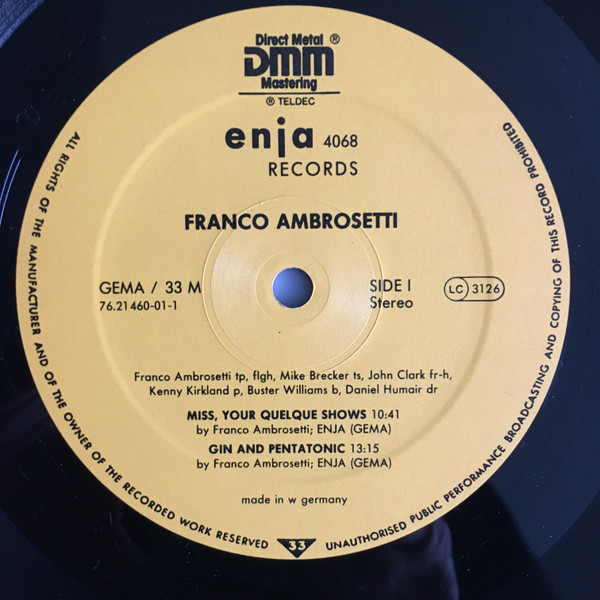 Direct Metal ®
DMM
Mastering
® TELDEC
enja 4068
RECORDS
FRANCO AMBROSETTI
GEMA / 33 M
76.21460-01-1
SIDE I
Stereo
LC 3126
Franco Ambrosetti tp, flgh, Mike Brecker ts, John Clark fr-h,
Kenny Kirkland p, Buster Williams b, Daniel Humair dr
MISS, YOUR QUELQUE SHOWS 10:41
by Franco Ambrosetti; ENJA (GEMA)
GIN AND PENTATONIC 13:15
by Franco Ambrosetti; ENJA (GEMA)
made in w germany
ALL RIGHTS OF THE MANUFACTURER AND OF THE OWNER OF THE RECORDED WORK RESERVED
33
UNAUTHORISED PUBLIC PERFORMANCE BROADCASTING AND COPYING OF THIS RECORD PROHIBITED